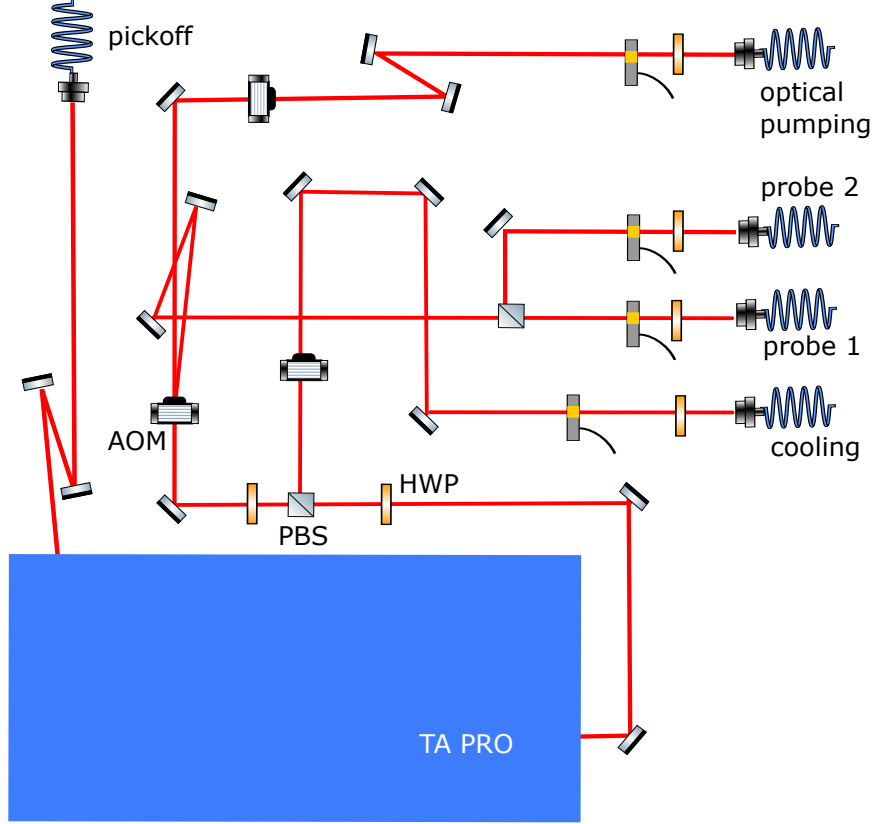 pickoff
optical
pumping
probe 2
probe 1
AOM
cooling
HWP
PBS
TA PRO